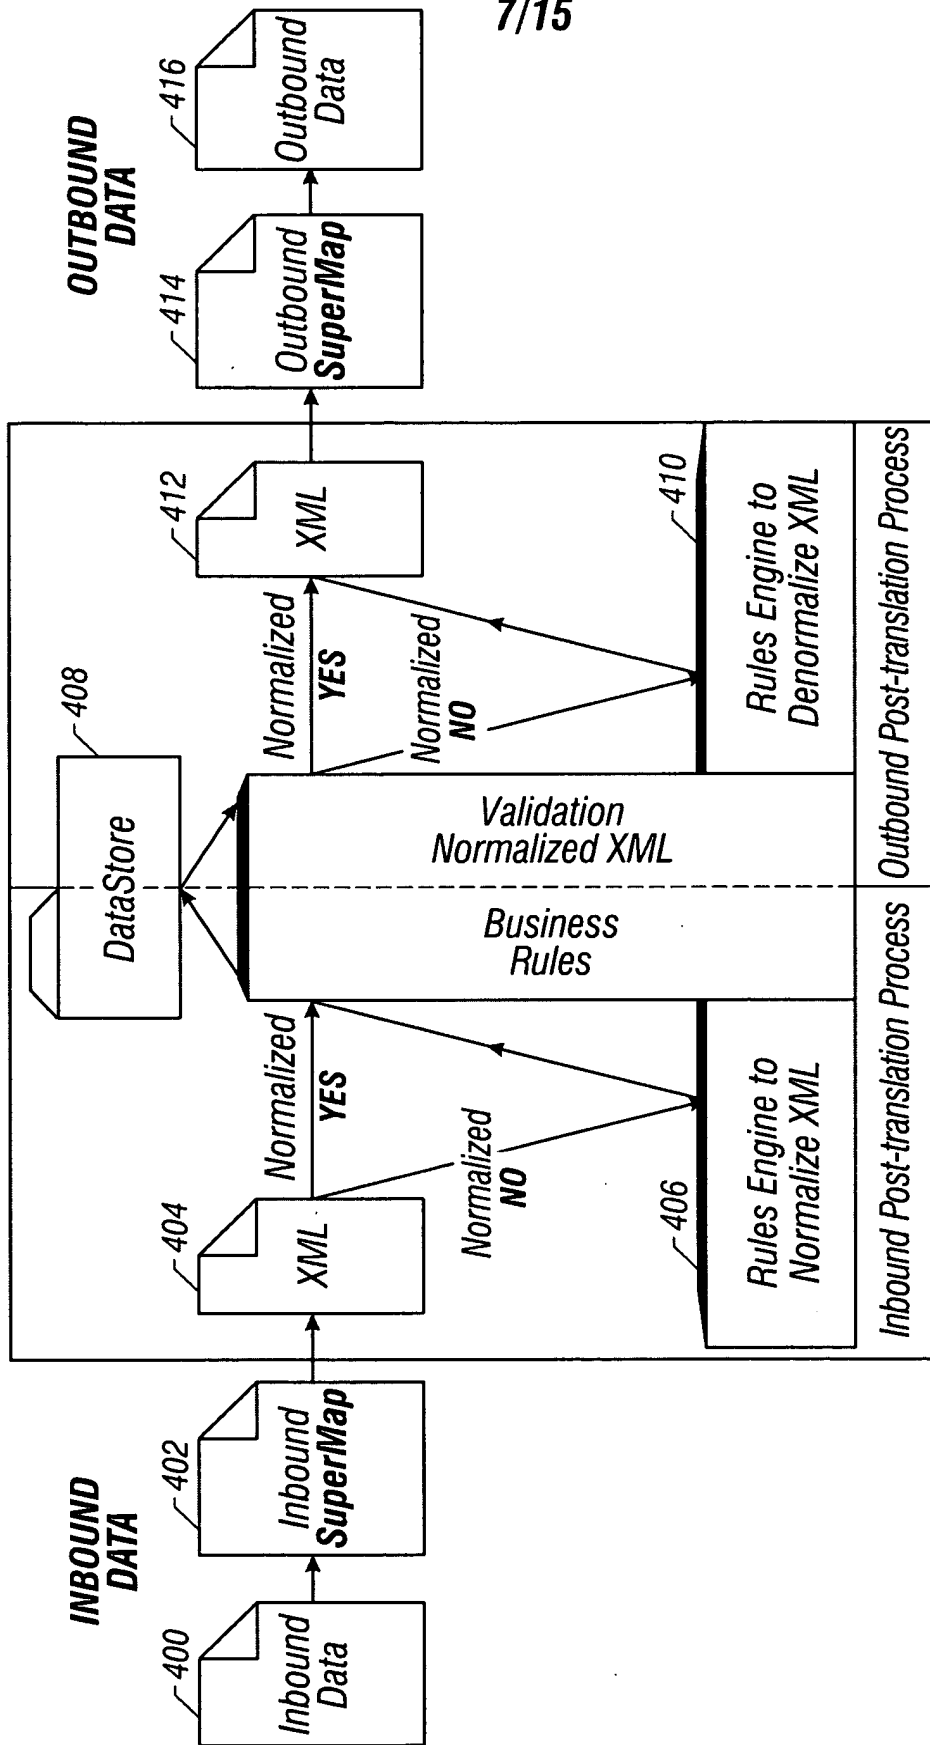 7/15
INBOUND
DATA
OUTBOUND
DATA
400
Inbound
Data
402
Inbound
SuperMap
404
XML
Normalized
YES
Normalized
NO
406
Rules Engine to
Normalize XML
Inbound Post-translation Process
408
DataStore
Business
Rules
Validation
Normalized XML
Normalized
YES
Normalized
NO
410
Rules Engine to
Denormalize XML
Outbound Post-translation Process
412
XML
414
Outbound
SuperMap
416
Outbound
Data